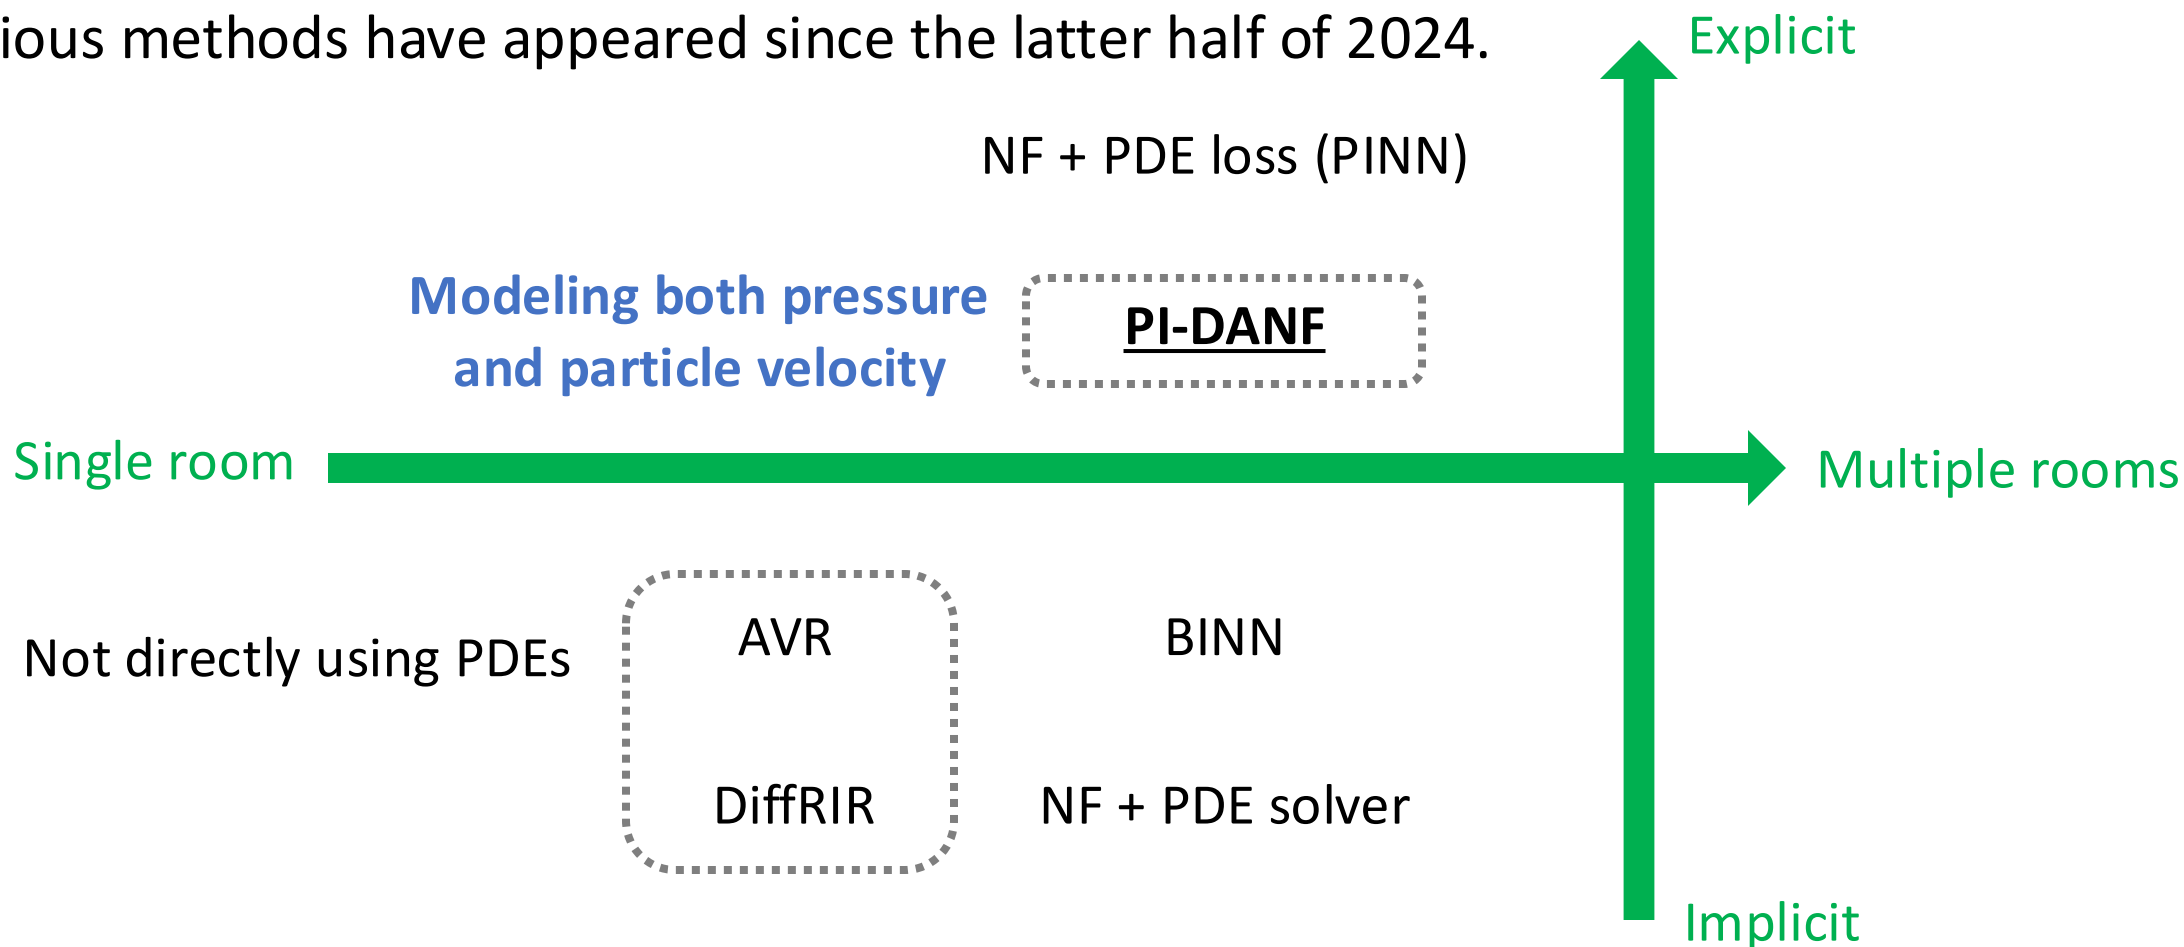 ious methods have appeared since the latter half of 2024.
Explicit
NF + PDE loss (PINN)
Modeling both pressure
and particle velocity
PI-DANF
Single room
Multiple rooms
Not directly using PDEs
AVR
BINN
DiffRIR
NF + PDE solver
Implicit